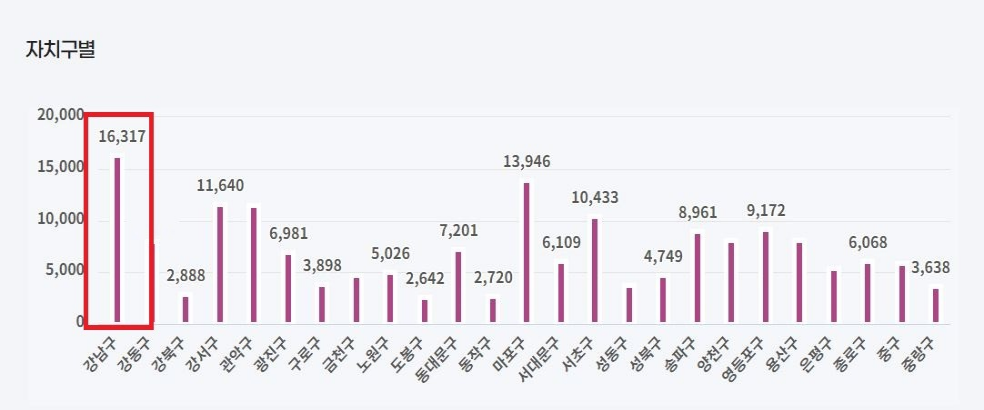 자치구별
20,000
15,000
10,000
5,000
0
16,317
2,888
11,640
6,981
3,898
5,026
2,642
7,201
2,720
13,946
6,109
10,433
4,749
8,961
9,172
6,068
3,638
강남구
강동구
강북구
강서구
관악구
광진구
구로구
금천구
노원구
도봉구
동대문구
동작구
마포구
서대문구
서초구
성동구
성북구
송파구
양천구
영등포구
용산구
은평구
종로구
중구
중랑구